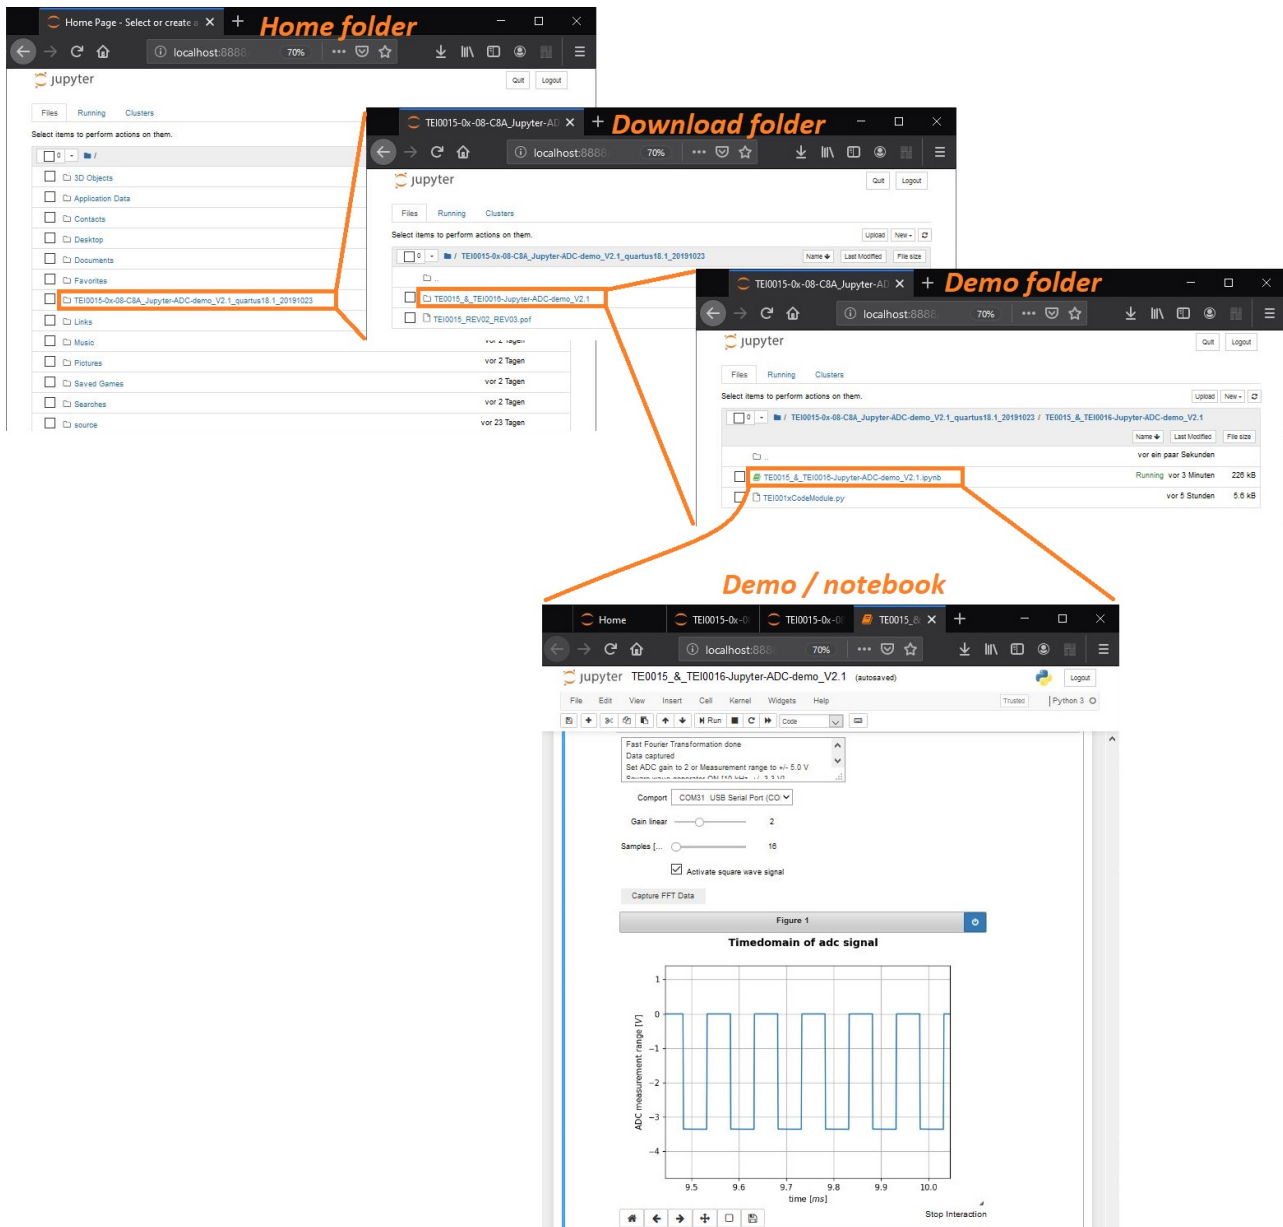 Home Page - Select or create a
Home folder
localhost:8888
70%
jupyter
Quit
Logout
Files
Running
Clusters
Select items to perform actions on them.
0
/
3D Objects
Application Data
Contacts
Desktop
Documents
Favorites
TEI0015-0x-08-C8A_Jupyter-ADC-demo_V2.1_quartus18.1_20191023
Links
Music
Pictures
vor 2 Tagen
Saved Games
vor 2 Tagen
Searches
vor 2 Tagen
source
vor 23 Tagen
TEI0015-0x-08-C8A_Jupyter-AD
Download folder
localhost:8888
70%
jupyter
Quit
Logout
Files
Running
Clusters
Select items to perform actions on them.
Upload
New
0
/ TEI0015-0x-08-C8A_Jupyter-ADC-demo_V2.1_quartus18.1_20191023
Name
Last Modified
File size
..
TE0015_&_TEI0016-Jupyter-ADC-demo_V2.1
TEI0015_REV02_REV03.pof
vor 2 Tagen
TEI0015-0x-08-C8A_Jupyter-AD
Demo folder
localhost:8888
70%
jupyter
Quit
Logout
Files
Running
Clusters
Select items to perform actions on them.
Upload
New
0
/ TEI0015-0x-08-C8A_Jupyter-ADC-demo_V2.1_quartus18.1_20191023 / TE0015_&_TEI0016-Jupyter-ADC-demo_V2.1
Name
Last Modified
File size
..
vor ein paar Sekunden
TE0015_&_TEI0016-Jupyter-ADC-demo_V2.1.ipynb
Running vor 3 Minuten
226 kB
TEI001xCodeModule.py
vor 5 Stunden
5.6 kB
Demo / notebook
Home
TEI0015-0x-0
TEI0015-0x-0
TE0015_&
localhost:888
70%
jupyter TE0015_&_TEI0016-Jupyter-ADC-demo_V2.1 (autosaved)
Logout
File
Edit
View
Insert
Cell
Kernel
Widgets
Help
Trusted
Python 3
Run
Code
Fast Fourier Transformation done
Data captured
Set ADC gain to 2 or Measurement range to +/- 5.0 V
Square wave generator ON [10 kHz, +/- 3.3 V]
Comport
COM31 USB Serial Port (CO
Gain linear
2
Samples [...
16
Activate square wave signal
Capture FFT Data
Figure 1
Timedomain of adc signal
1
0
−1
−2
−3
−4
ADC measurement range [V]
9.5
9.6
9.7
9.8
9.9
10.0
time [ms]
Stop Interaction